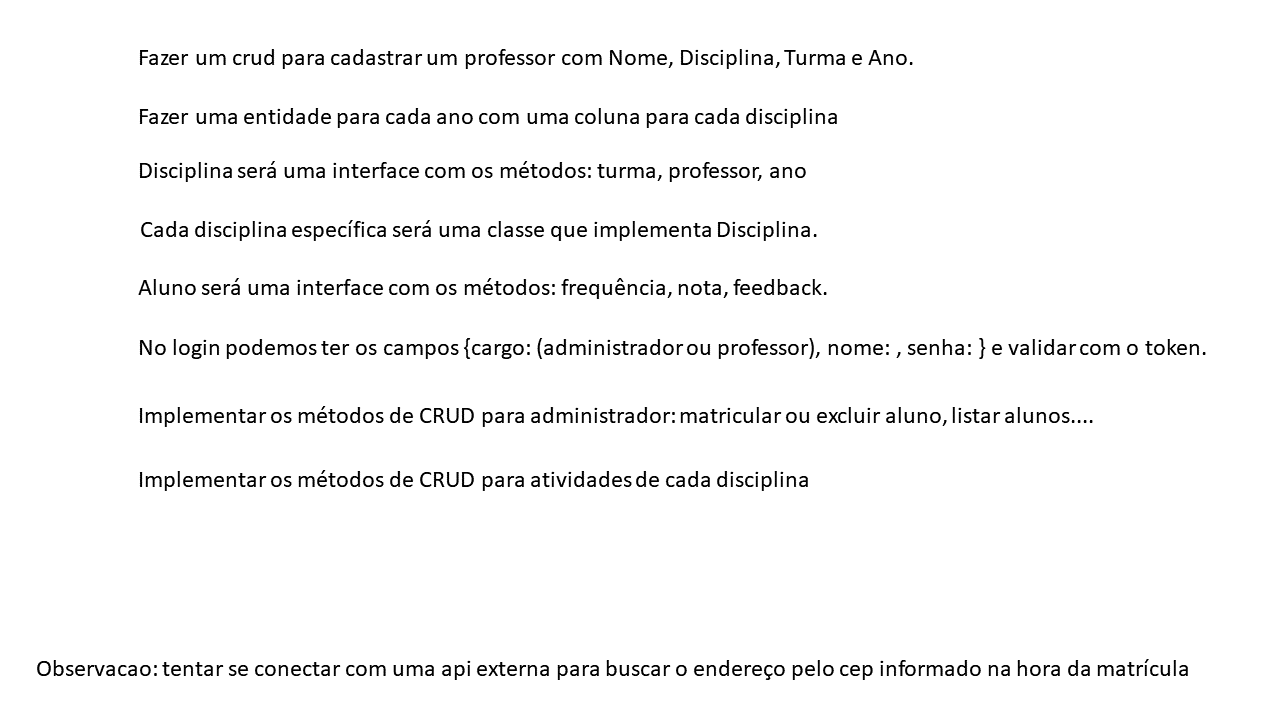 Fazer um crud para cadastrar um professor com Nome, Disciplina, Turma e Ano.
Fazer uma entidade para cada ano com uma coluna para cada disciplina
Disciplina será uma interface com os métodos: turma, professor, ano
Cada disciplina específica será uma classe que implementa Disciplina.
Aluno será uma interface com os métodos: frequência, nota, feedback.
No login podemos ter os campos {cargo: (administrador ou professor), nome: , senha: } e validar com o token.
Implementar os métodos de CRUD para administrador: matricular ou excluir aluno, listar alunos....
Implementar os métodos de CRUD para atividades de cada disciplina
Observacao: tentar se conectar com uma api externa para buscar o endereço pelo cep informado na hora da matrícula